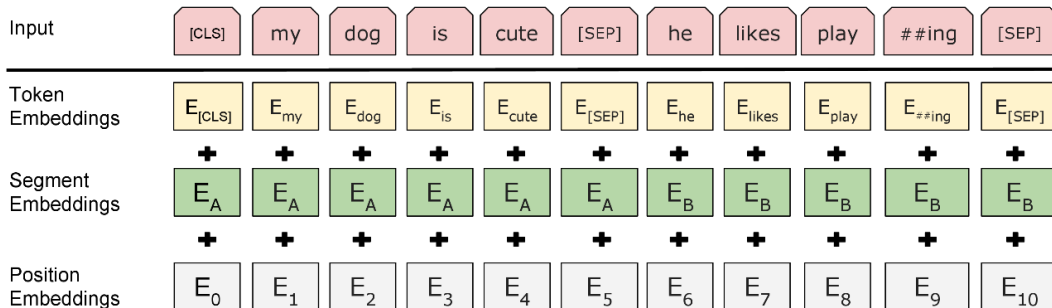 Input [CLS] my dog is cute [SEP] he likes play ##ing [SEP]
Token Embeddings E[CLS] Emy Edog Eis Ecute E[SEP] Ehe Elikes Eplay E##ing E[SEP]
+ + + + + + + + + + +
Segment Embeddings EA EA EA EA EA EA EB EB EB EB EB
+ + + + + + + + + + +
Position Embeddings E0 E1 E2 E3 E4 E5 E6 E7 E8 E9 E10